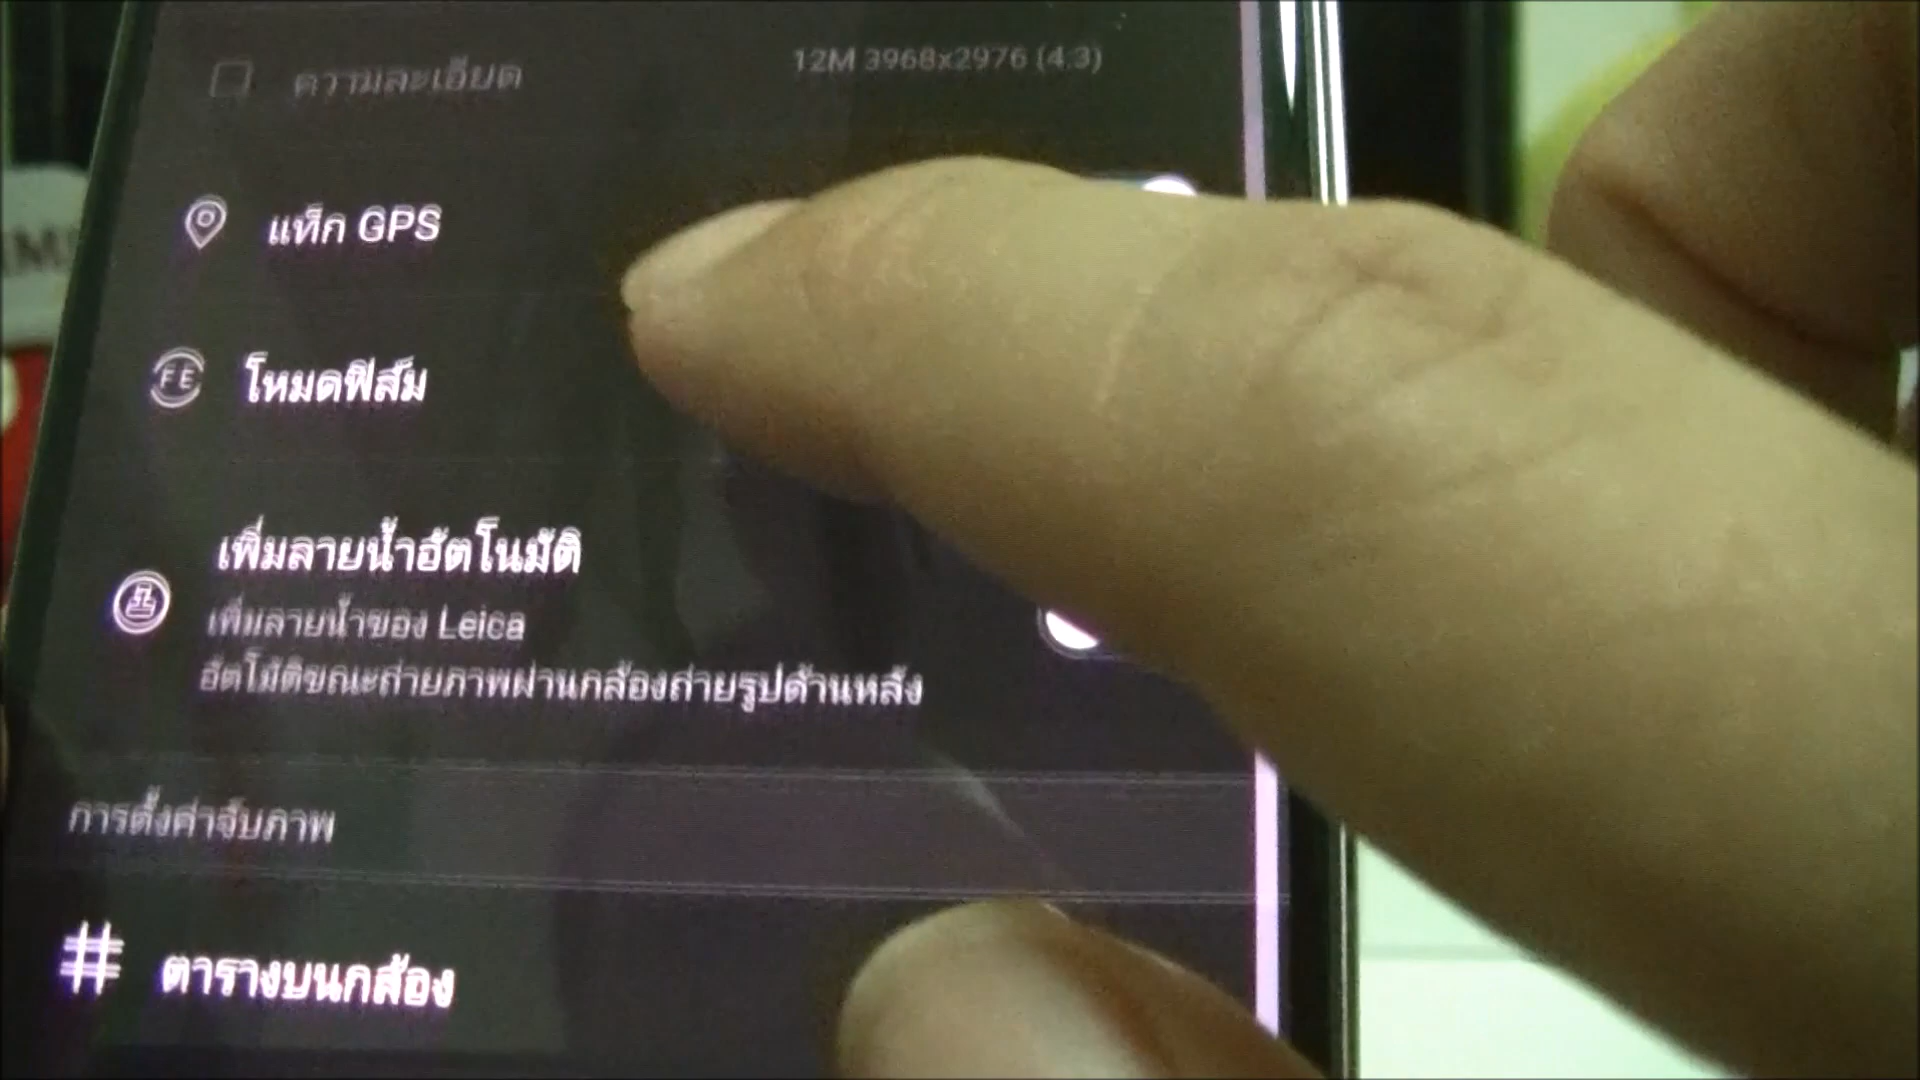 ความละเอียด 12M 3968x2976 (4:3)
แท็ก GPS
FE โหมดฟิล์ม
เพิ่มลายน้ำอัตโนมัติ
เพิ่มลายน้ำของ Leica
อัตโมัติขณะถ่ายภาพผ่านกล้องถ่ายรูปด้านหลัง
การตั้งค่าจับภาพ
ตารางบนกล้อง